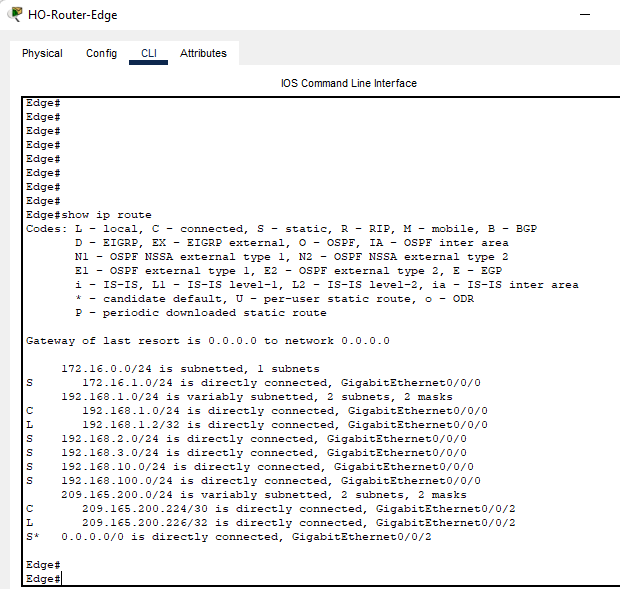 HO-Router-Edge
Physical Config CLI Attributes
IOS Command Line Interface
Edge#
Edge#
Edge#
Edge#
Edge#
Edge#
Edge#
Edge#
Edge#show ip route
Codes: L - local, C - connected, S - static, R - RIP, M - mobile, B - BGP
D - EIGRP, EX - EIGRP external, O - OSPF, IA - OSPF inter area
N1 - OSPF NSSA external type 1, N2 - OSPF NSSA external type 2
E1 - OSPF external type 1, E2 - OSPF external type 2, E - EGP
i - IS-IS, L1 - IS-IS level-1, L2 - IS-IS level-2, ia - IS-IS inter area
* - candidate default, U - per-user static route, o - ODR
P - periodic downloaded static route
Gateway of last resort is 0.0.0.0 to network 0.0.0.0
172.16.0.0/24 is subnetted, 1 subnets
S 172.16.1.0/24 is directly connected, GigabitEthernet0/0/0
192.168.1.0/24 is variably subnetted, 2 subnets, 2 masks
C 192.168.1.0/24 is directly connected, GigabitEthernet0/0/0
L 192.168.1.2/32 is directly connected, GigabitEthernet0/0/0
S 192.168.2.0/24 is directly connected, GigabitEthernet0/0/0
S 192.168.3.0/24 is directly connected, GigabitEthernet0/0/0
S 192.168.10.0/24 is directly connected, GigabitEthernet0/0/0
S 192.168.100.0/24 is directly connected, GigabitEthernet0/0/0
209.165.200.0/24 is variably subnetted, 2 subnets, 2 masks
C 209.165.200.224/30 is directly connected, GigabitEthernet0/0/2
L 209.165.200.226/32 is directly connected, GigabitEthernet0/0/2
S* 0.0.0.0/0 is directly connected, GigabitEthernet0/0/2
Edge#
Edge#